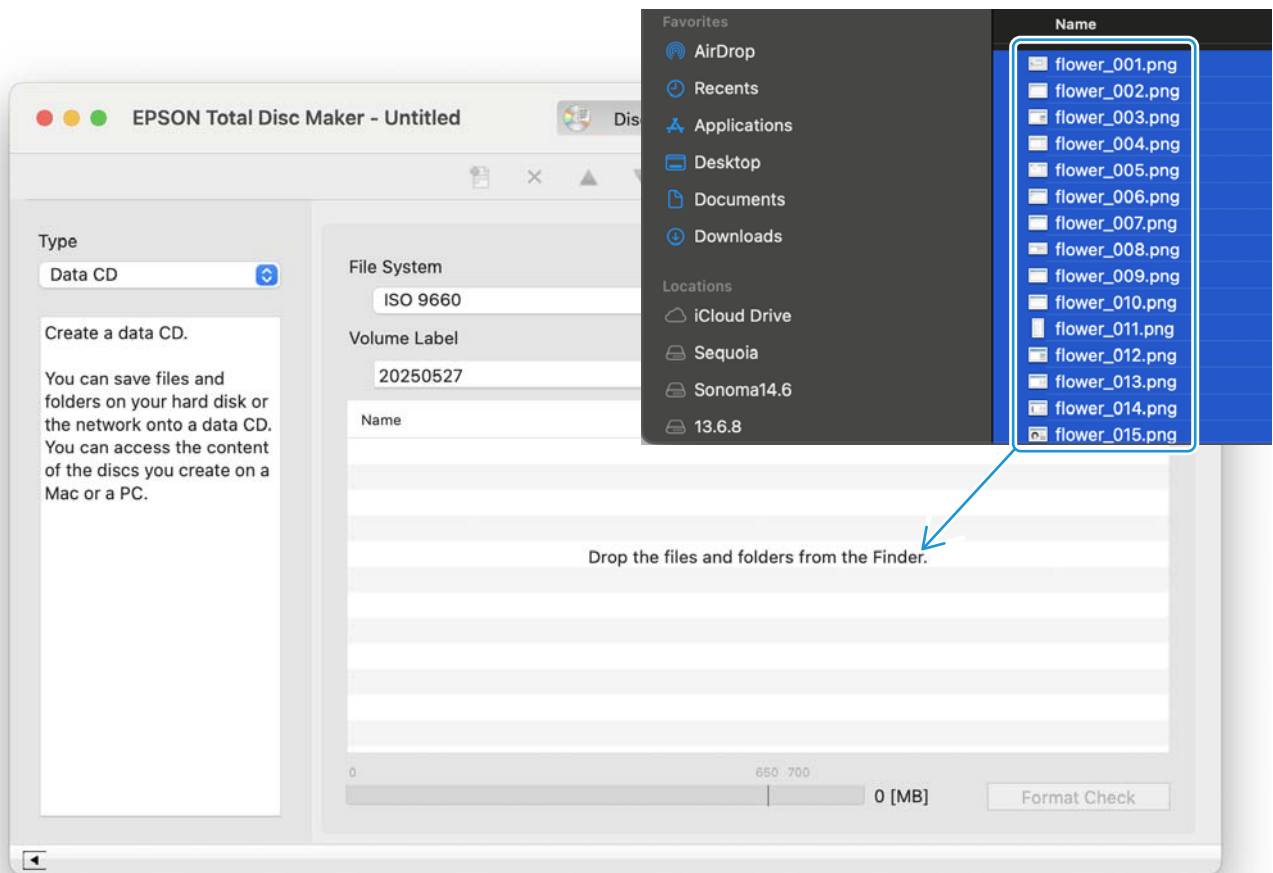 Favorites
AirDrop
Recents
Applications
Desktop
Documents
Downloads
Locations
iCloud Drive
Sequoia
Sonoma14.6
13.6.8
Name
flower_001.png
flower_002.png
flower_003.png
flower_004.png
flower_005.png
flower_006.png
flower_007.png
flower_008.png
flower_009.png
flower_010.png
flower_011.png
flower_012.png
flower_013.png
flower_014.png
flower_015.png
EPSON Total Disc Maker - Untitled
Dis
Type
Data CD
Create a data CD.
You can save files and
folders on your hard disk or
the network onto a data CD.
You can access the content
of the discs you create on a
Mac or a PC.
File System
ISO 9660
Volume Label
20250527
Name
Drop the files and folders from the Finder.
0
650 700
0 [MB]
Format Check